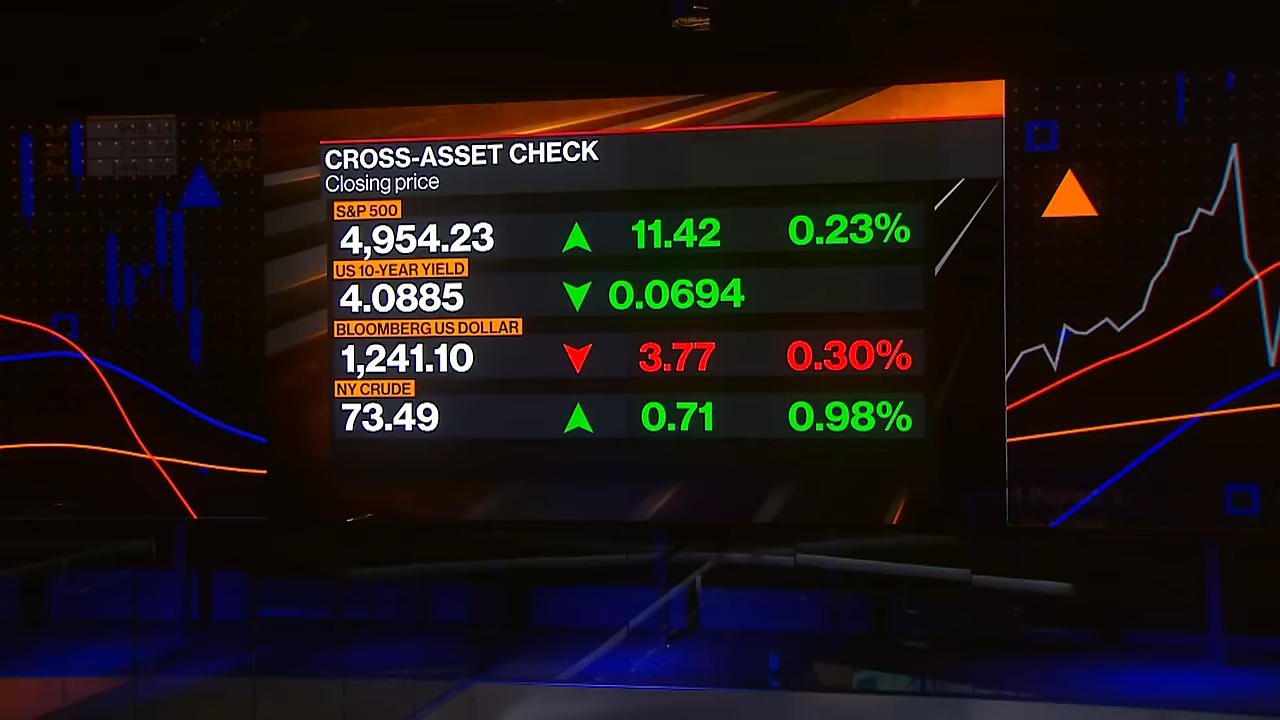 CROSS-ASSET CHECK
Closing price
S&P 500
4,954.23 ▲ 11.42 0.23%
US 10-YEAR YIELD
4.0885 ▼ 0.0694
BLOOMBERG US DOLLAR
1,241.10 ▼ 3.77 0.30%
NY CRUDE
73.49 ▲ 0.71 0.98%